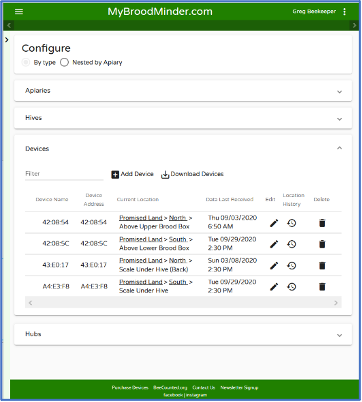 MyBroodMinder.com
Greg Beekeeper
Configure
By type
Nested by Apiary
Apiaries
Hives
Devices
Filter
Add Device
Download Devices
Device Name
Device
Address
Current Location
Data Last Received
Edit
Location
History
Delete
42:08:54
42:08:54
Promised Land > North >
Above Upper Brood Box
Thu 09/03/2020
6:50 AM
42:08:5C
42:08:5C
Promised Land > South >
Above Lower Brood Box
Tue 09/29/2020
2:30 PM
43:E0:17
43:E0:17
Promised Land > North >
Scale Under Hive (Back)
Sun 03/08/2020
2:30 PM
A4:E3:F8
A4:E3:F8
Promised Land > South >
Scale Under Hive
Tue 09/29/2020
2:30 PM
Hubs
Purchase Devices
BeeCounted.org
Contact Us
Newsletter Signup
facebook | instagram